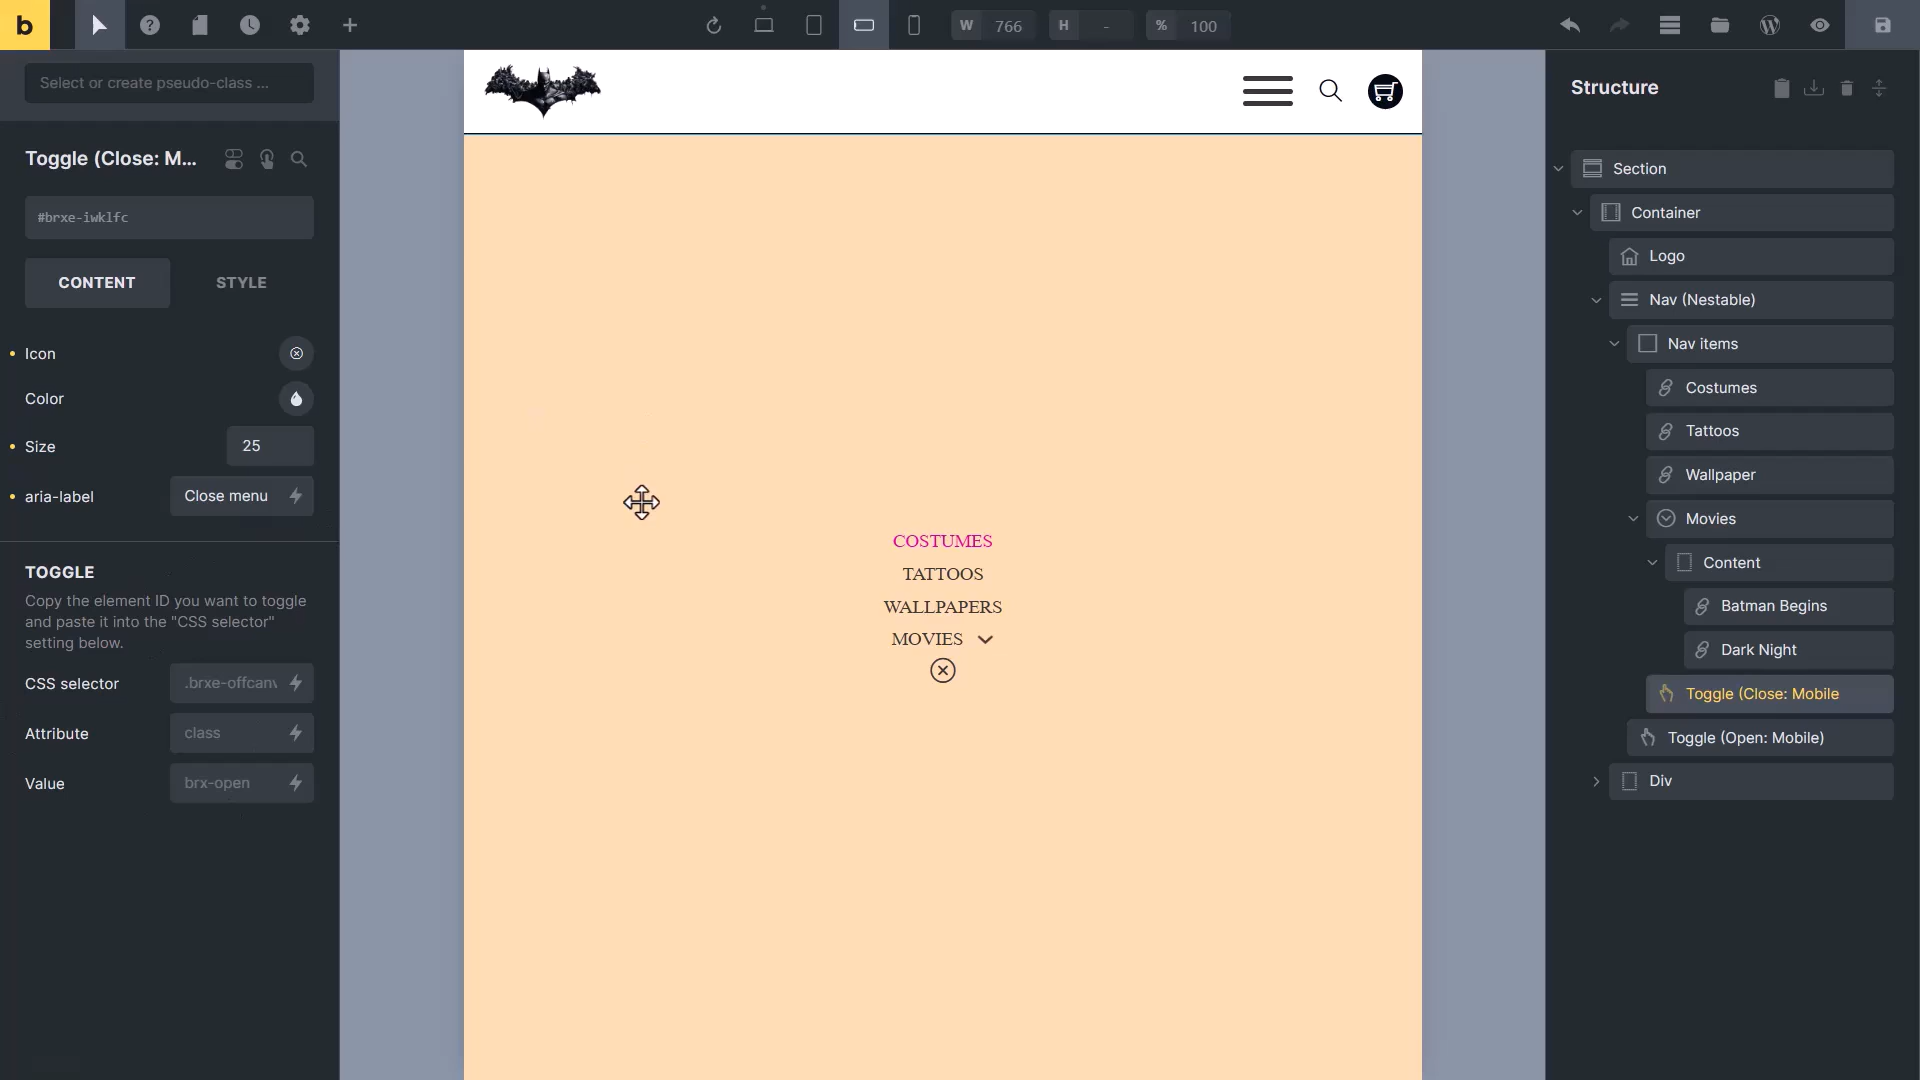 b
W 766
H -
% 100
Select or create pseudo-class ...
Toggle (Close: M...
#brxe-iwklfc
CONTENT
STYLE
Icon
Color
Size
25
aria-label
Close menu
TOGGLE
Copy the element ID you want to toggle
and paste it into the "CSS selector"
setting below.
CSS selector
.brxe-offcanv
Attribute
class
Value
brx-open
COSTUMES
TATTOOS
WALLPAPERS
MOVIES
Structure
Section
Container
Logo
Nav (Nestable)
Nav items
Costumes
Tattoos
Wallpaper
Movies
Content
Batman Begins
Dark Night
Toggle (Close: Mobile
Toggle (Open: Mobile)
Div